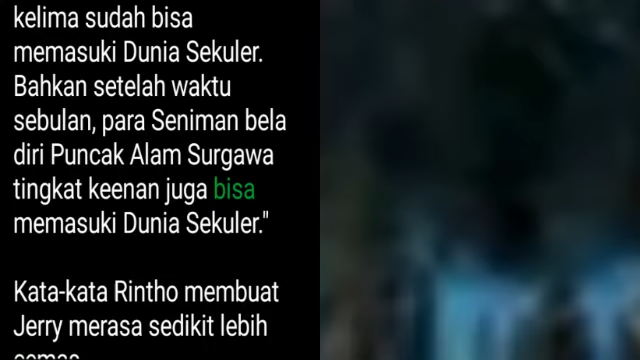 kelima sudah bisa
memasuki Dunia Sekuler.
Bahkan setelah waktu
sebulan, para Seniman bela
diri Puncak Alam Surgawa
tingkat keenan juga bisa
memasuki Dunia Sekuler."
Kata-kata Rintho membuat
Jerry merasa sedikit lebih